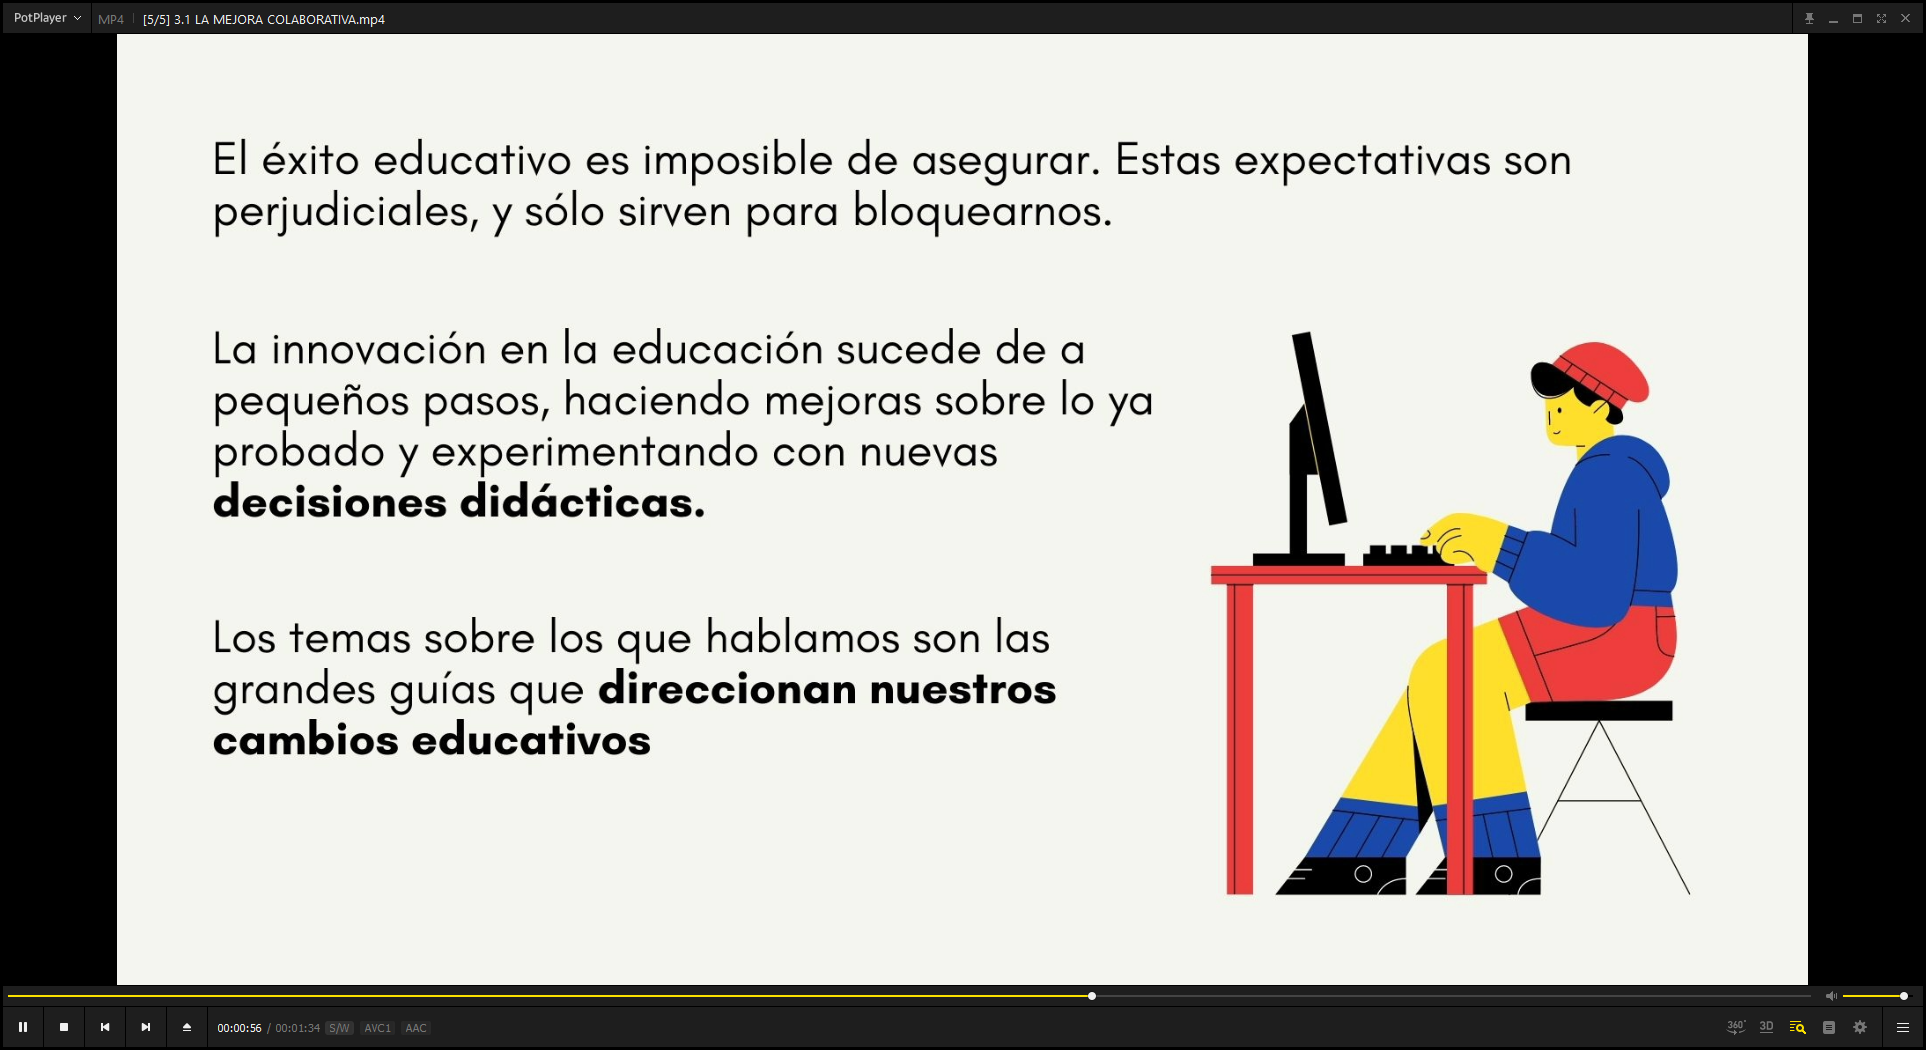 PotPlayer
MP4 [5/5] 3.1 LA MEJORA COLABORATIVA.mp4
El éxito educativo es imposible de asegurar. Estas expectativas son
perjudiciales, y sólo sirven para bloquearnos.
La innovación en la educación sucede de a
pequeños pasos, haciendo mejoras sobre lo ya
probado y experimentando con nuevas
decisiones didácticas.
Los temas sobre los que hablamos son las
grandes guías que direccionan nuestros
cambios educativos
00:00:56 / 00:01:34 S/W AVC1 AAC
360° 3D